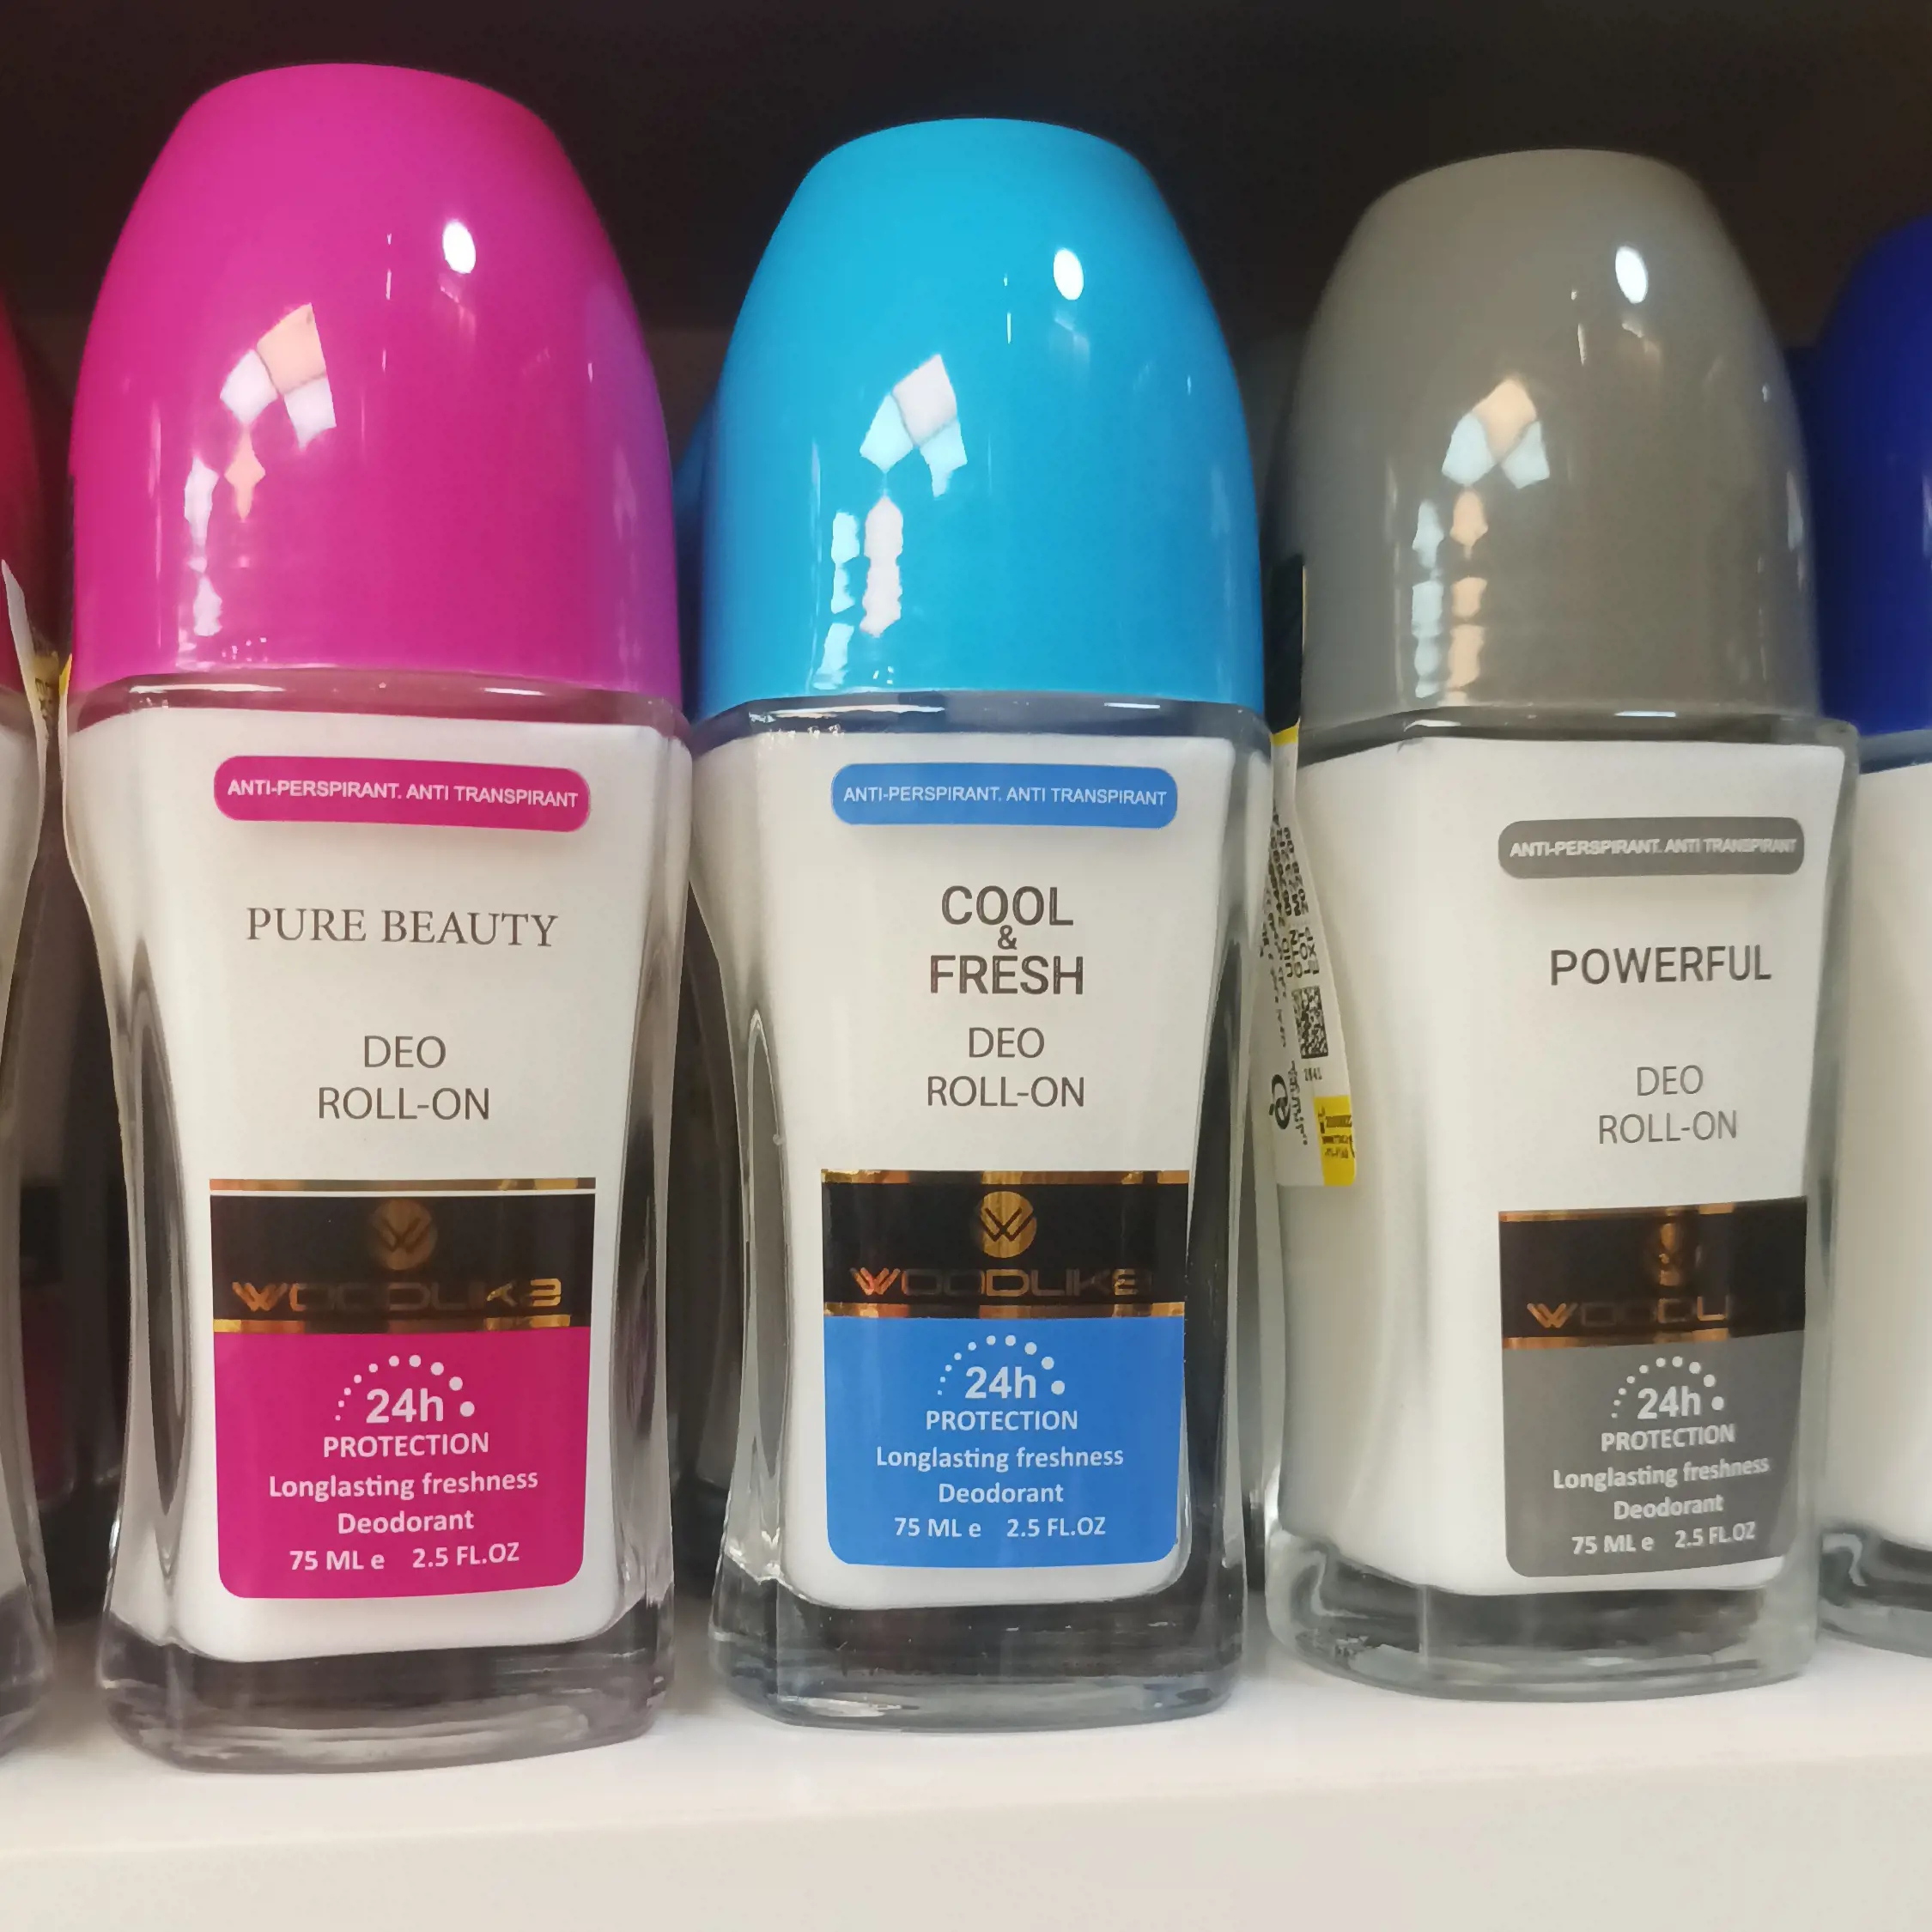 ANTI-PERSPIRANT. ANTI TRANSPIRANT
PURE BEAUTY
DEO
ROLL-ON
W
WOODLIKE
24h
PROTECTION
Longlasting freshness
Deodorant
75 ML e 2.5 FL.OZ
ANTI-PERSPIRANT. ANTI TRANSPIRANT
COOL
&
FRESH
DEO
ROLL-ON
W
WOODLIKE
24h
PROTECTION
Longlasting freshness
Deodorant
75 ML e 2.5 FL.OZ
ANTI-PERSPIRANT. ANTI TRANSPIRANT
POWERFUL
DEO
ROLL-ON
24h
PROTECTION
Longlasting freshness
Deodorant
75 ML e 2.5 FL.OZ